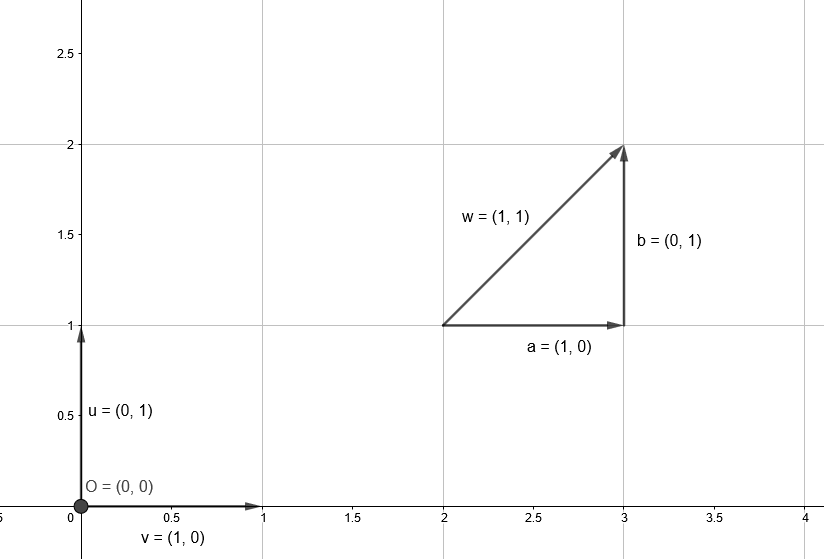 2.5
2
w = (1, 1)
1.5
b = (0, 1)
1
a = (1, 0)
u = (0, 1)
0.5
O = (0, 0)
5 0 0.5 1 1.5 2 2.5 3 3.5 4
v = (1, 0)